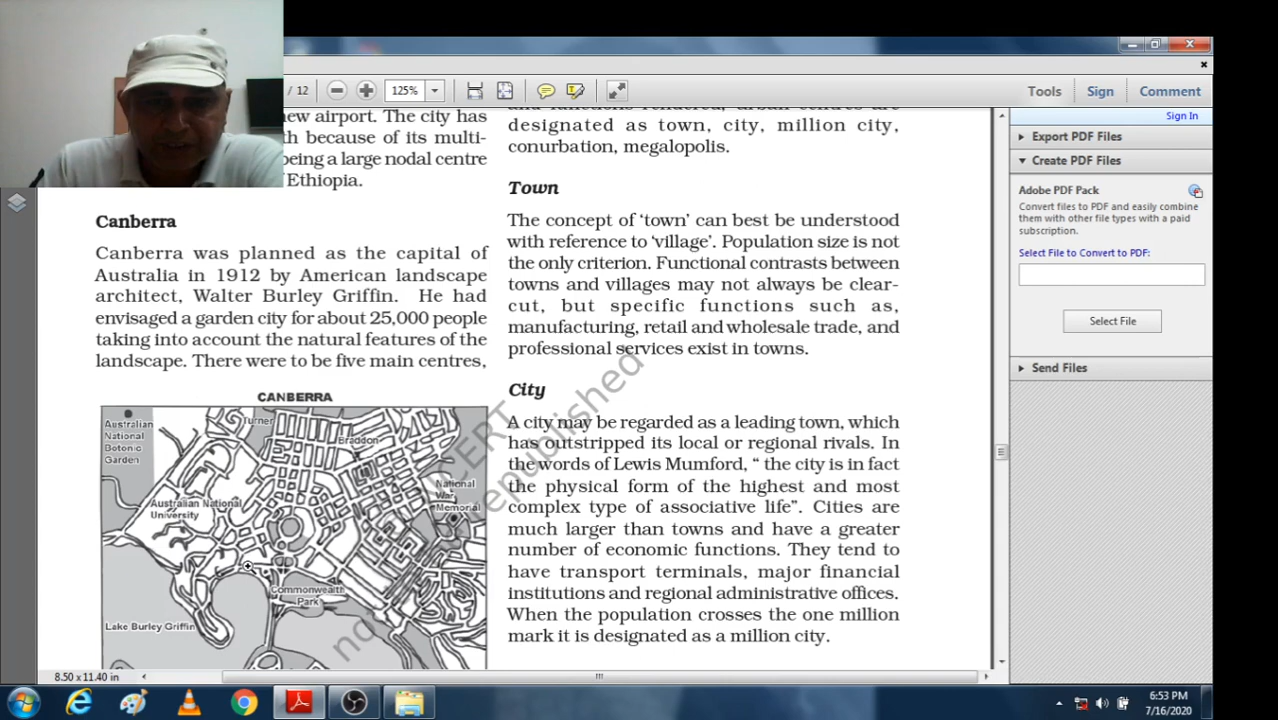 / 12
125%
Tools
Sign
Comment
Sign In
Export PDF Files
Create PDF Files
Adobe PDF Pack
Convert files to PDF and easily combine
them with other file types with a paid
subscription.
Select File to Convert to PDF:
Select File
Send Files
new airport. The city has
th because of its multi-
being a large nodal centre
Ethiopia.
Canberra
Canberra was planned as the capital of
Australia in 1912 by American landscape
architect, Walter Burley Griffin. He had
envisaged a garden city for about 25,000 people
taking into account the natural features of the
landscape. There were to be five main centres,
CANBERRA
Australian
National
Botonic
Garden
Turner
Braddon
Australian National
University
National
War
Memorial
Commonwealth
Park
Lake Burley Griffin
and functions rendered, urban centres are
designated as town, city, million city,
conurbation, megalopolis.
Town
The concept of ‘town’ can best be understood
with reference to ‘village’. Population size is not
the only criterion. Functional contrasts between
towns and villages may not always be clear-
cut, but specific functions such as,
manufacturing, retail and wholesale trade, and
professional services exist in towns.
City
A city may be regarded as a leading town, which
has outstripped its local or regional rivals. In
the words of Lewis Mumford, “ the city is in fact
the physical form of the highest and most
complex type of associative life”. Cities are
much larger than towns and have a greater
number of economic functions. They tend to
have transport terminals, major financial
institutions and regional administrative offices.
When the population crosses the one million
mark it is designated as a million city.
republished
8.50 x 11.40 in
6:53 PM
7/16/2020